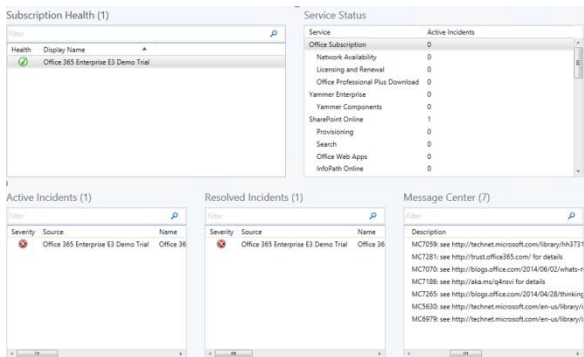 Subscription Health (1)
Filter
Health Display Name
Office 365 Enterprise E3 Demo Trial
Service Status
Service Active Incidents
Office Subscription 0
Network Availability 0
Licensing and Renewal 0
Office Professional Plus Download 0
Yammer Enterprise 0
Yammer Components 0
SharePoint Online 1
Provisioning 0
Search 0
Office Web Apps 0
InfoPath Online 0
Active Incidents (1)
Filter
Severity Source Name
Office 365 Enterprise E3 Demo Trial Office 36
Resolved Incidents (1)
Filter
Severity Source Name
Office 365 Enterprise E3 Demo Trial Office 36
Message Center (7)
Filter
Description
MC7059: see http://technet.microsoft.com/library/hh3731
MC7281: see http://trust.office365.com/ for details
MC7070: see http://blogs.office.com/2014/06/02/whats-n
MC7186: see http://aka.ms/q4nsvi for details
MC7265: see http://blogs.office.com/2014/04/28/thinking
MC5630: see http://technet.microsoft.com/en-us/library/c
MC6979: see http://technet.microsoft.com/en-us/library/c